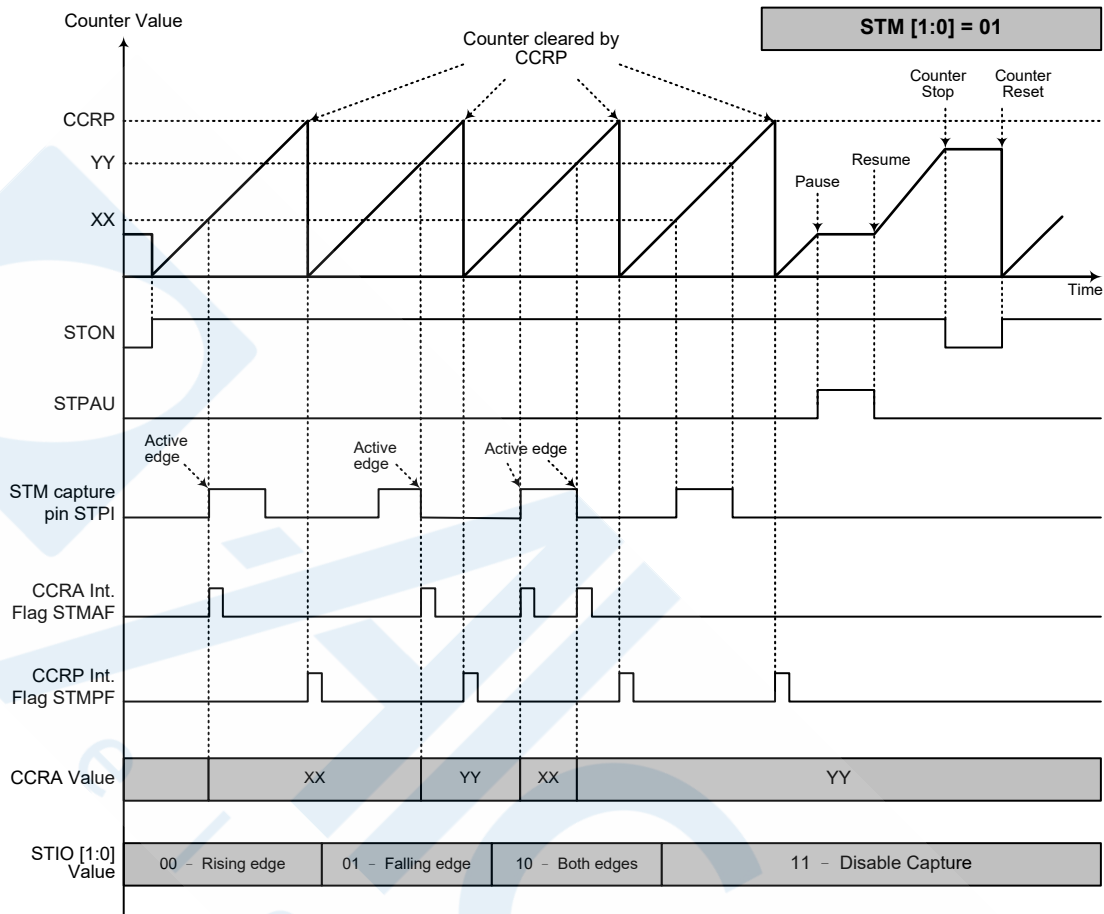 Counter Value
STM [1:0] = 01
Counter cleared by
CCRP
Counter
Stop
Counter
Reset
CCRP
YY
Resume
Pause
XX
Time
STON
STPAU
Active
edge
Active
edge
Active edge
STM capture
pin STPI
CCRA Int.
Flag STMAF
CCRP Int.
Flag STMPF
CCRA Value
XX
YY
XX
YY
STIO [1:0]
Value
00 – Rising edge
01 – Falling edge
10 – Both edges
11 – Disable Capture